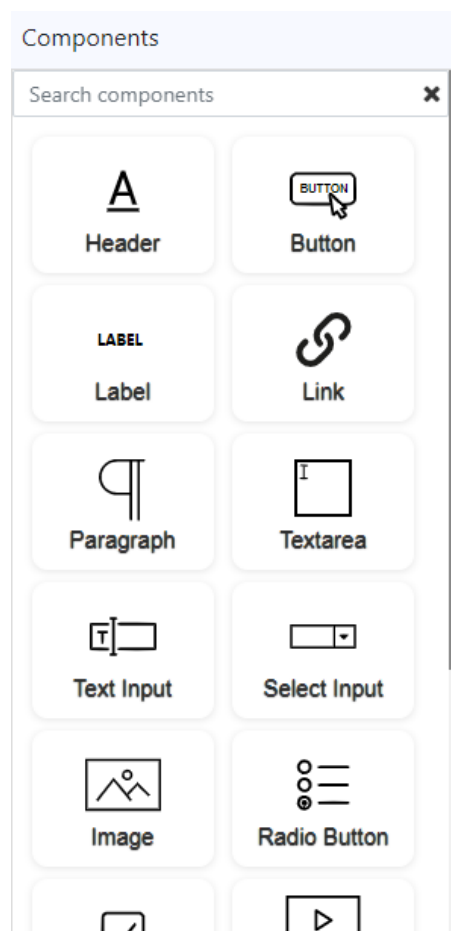 Components
Search components
Header
BUTTON
Button
LABEL
Label
Link
Paragraph
Textarea
T
Text Input
Select Input
Image
Radio Button